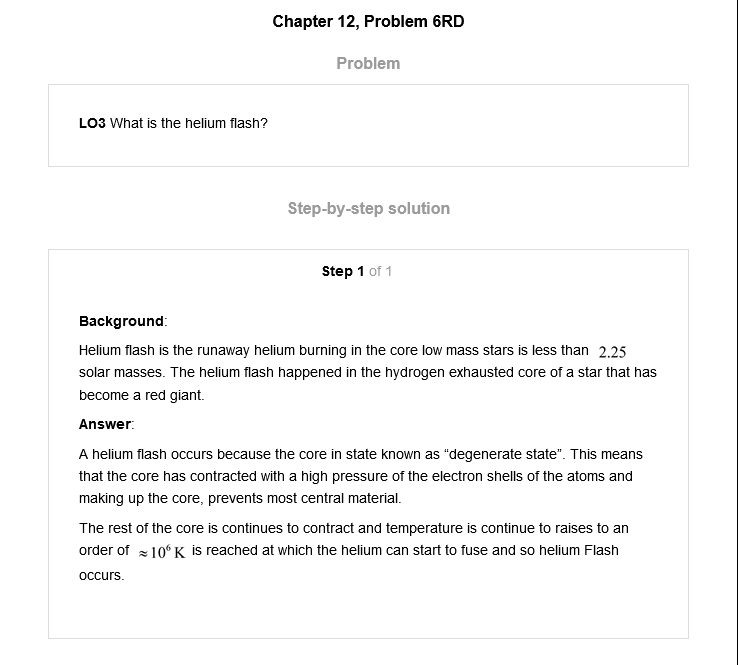 Chapter 12, Problem 6RD
Problem
LO3 What is the helium flash?
Step-by-step solution
Step 1 of 1
Background:
Helium flash is the runaway helium burning in the core low mass stars is less than 2.25
solar masses. The helium flash happened in the hydrogen exhausted core of a star that has
become a red giant.
Answer:
A helium flash occurs because the core in state known as “degenerate state”. This means
that the core has contracted with a high pressure of the electron shells of the atoms and
making up the core, prevents most central material.
The rest of the core is continues to contract and temperature is continue to raises to an
order of ≈10⁶ K is reached at which the helium can start to fuse and so helium Flash
occurs.